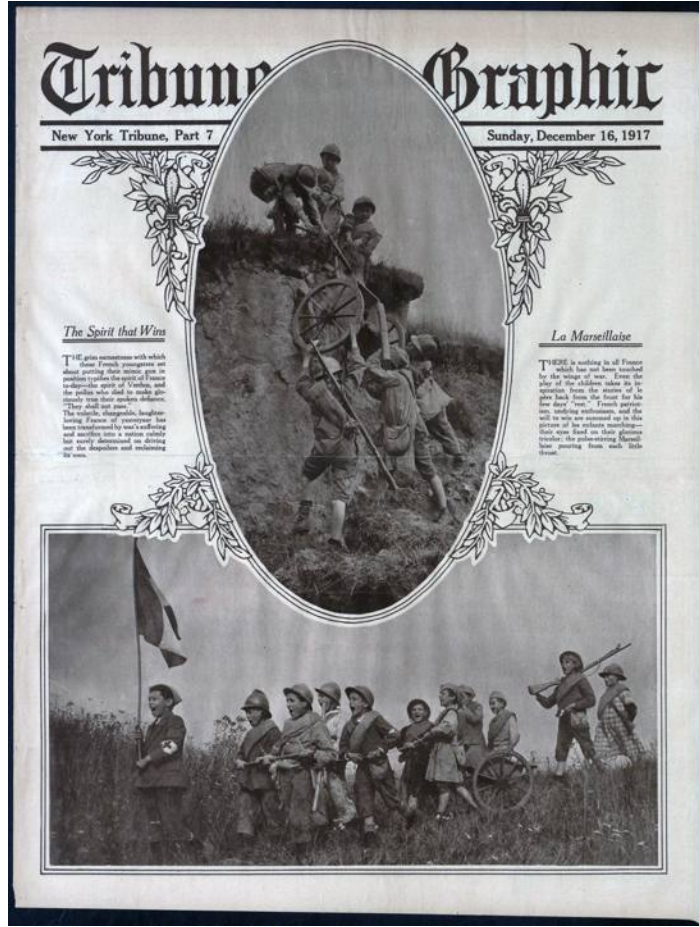 Tribune Graphic
New York Tribune, Part 7
Sunday, December 16, 1917
The Spirit that Wins
THE grim earnestness with which
these French youngsters set
about putting their mimic gun in
position typifies the spirit of France
to-day—the spirit of Verdun, and
the poilus who died to make glo-
riously true their spoken defiance,
"They shall not pass."
The volatile, changeable, laughter-
loving France of yesteryear has
been transformed by war's suffering
and sacrifice into a nation calmly
but surely determined on driving
out the despoilers and reclaiming
its own.
La Marseillaise
THERE is nothing in all France
which has not been touched
by the wings of war. Even the
play of the children takes its in-
spiration from the stories of le
père back from the front for his
few days' "rest." French patriot-
ism, undying enthusiasm, and the
will to win are summed up in this
picture of les enfants marching—
their eyes fixed on their glorious
tricolor; the pulse-stirring Marseil-
laise pouring from each little
throat.